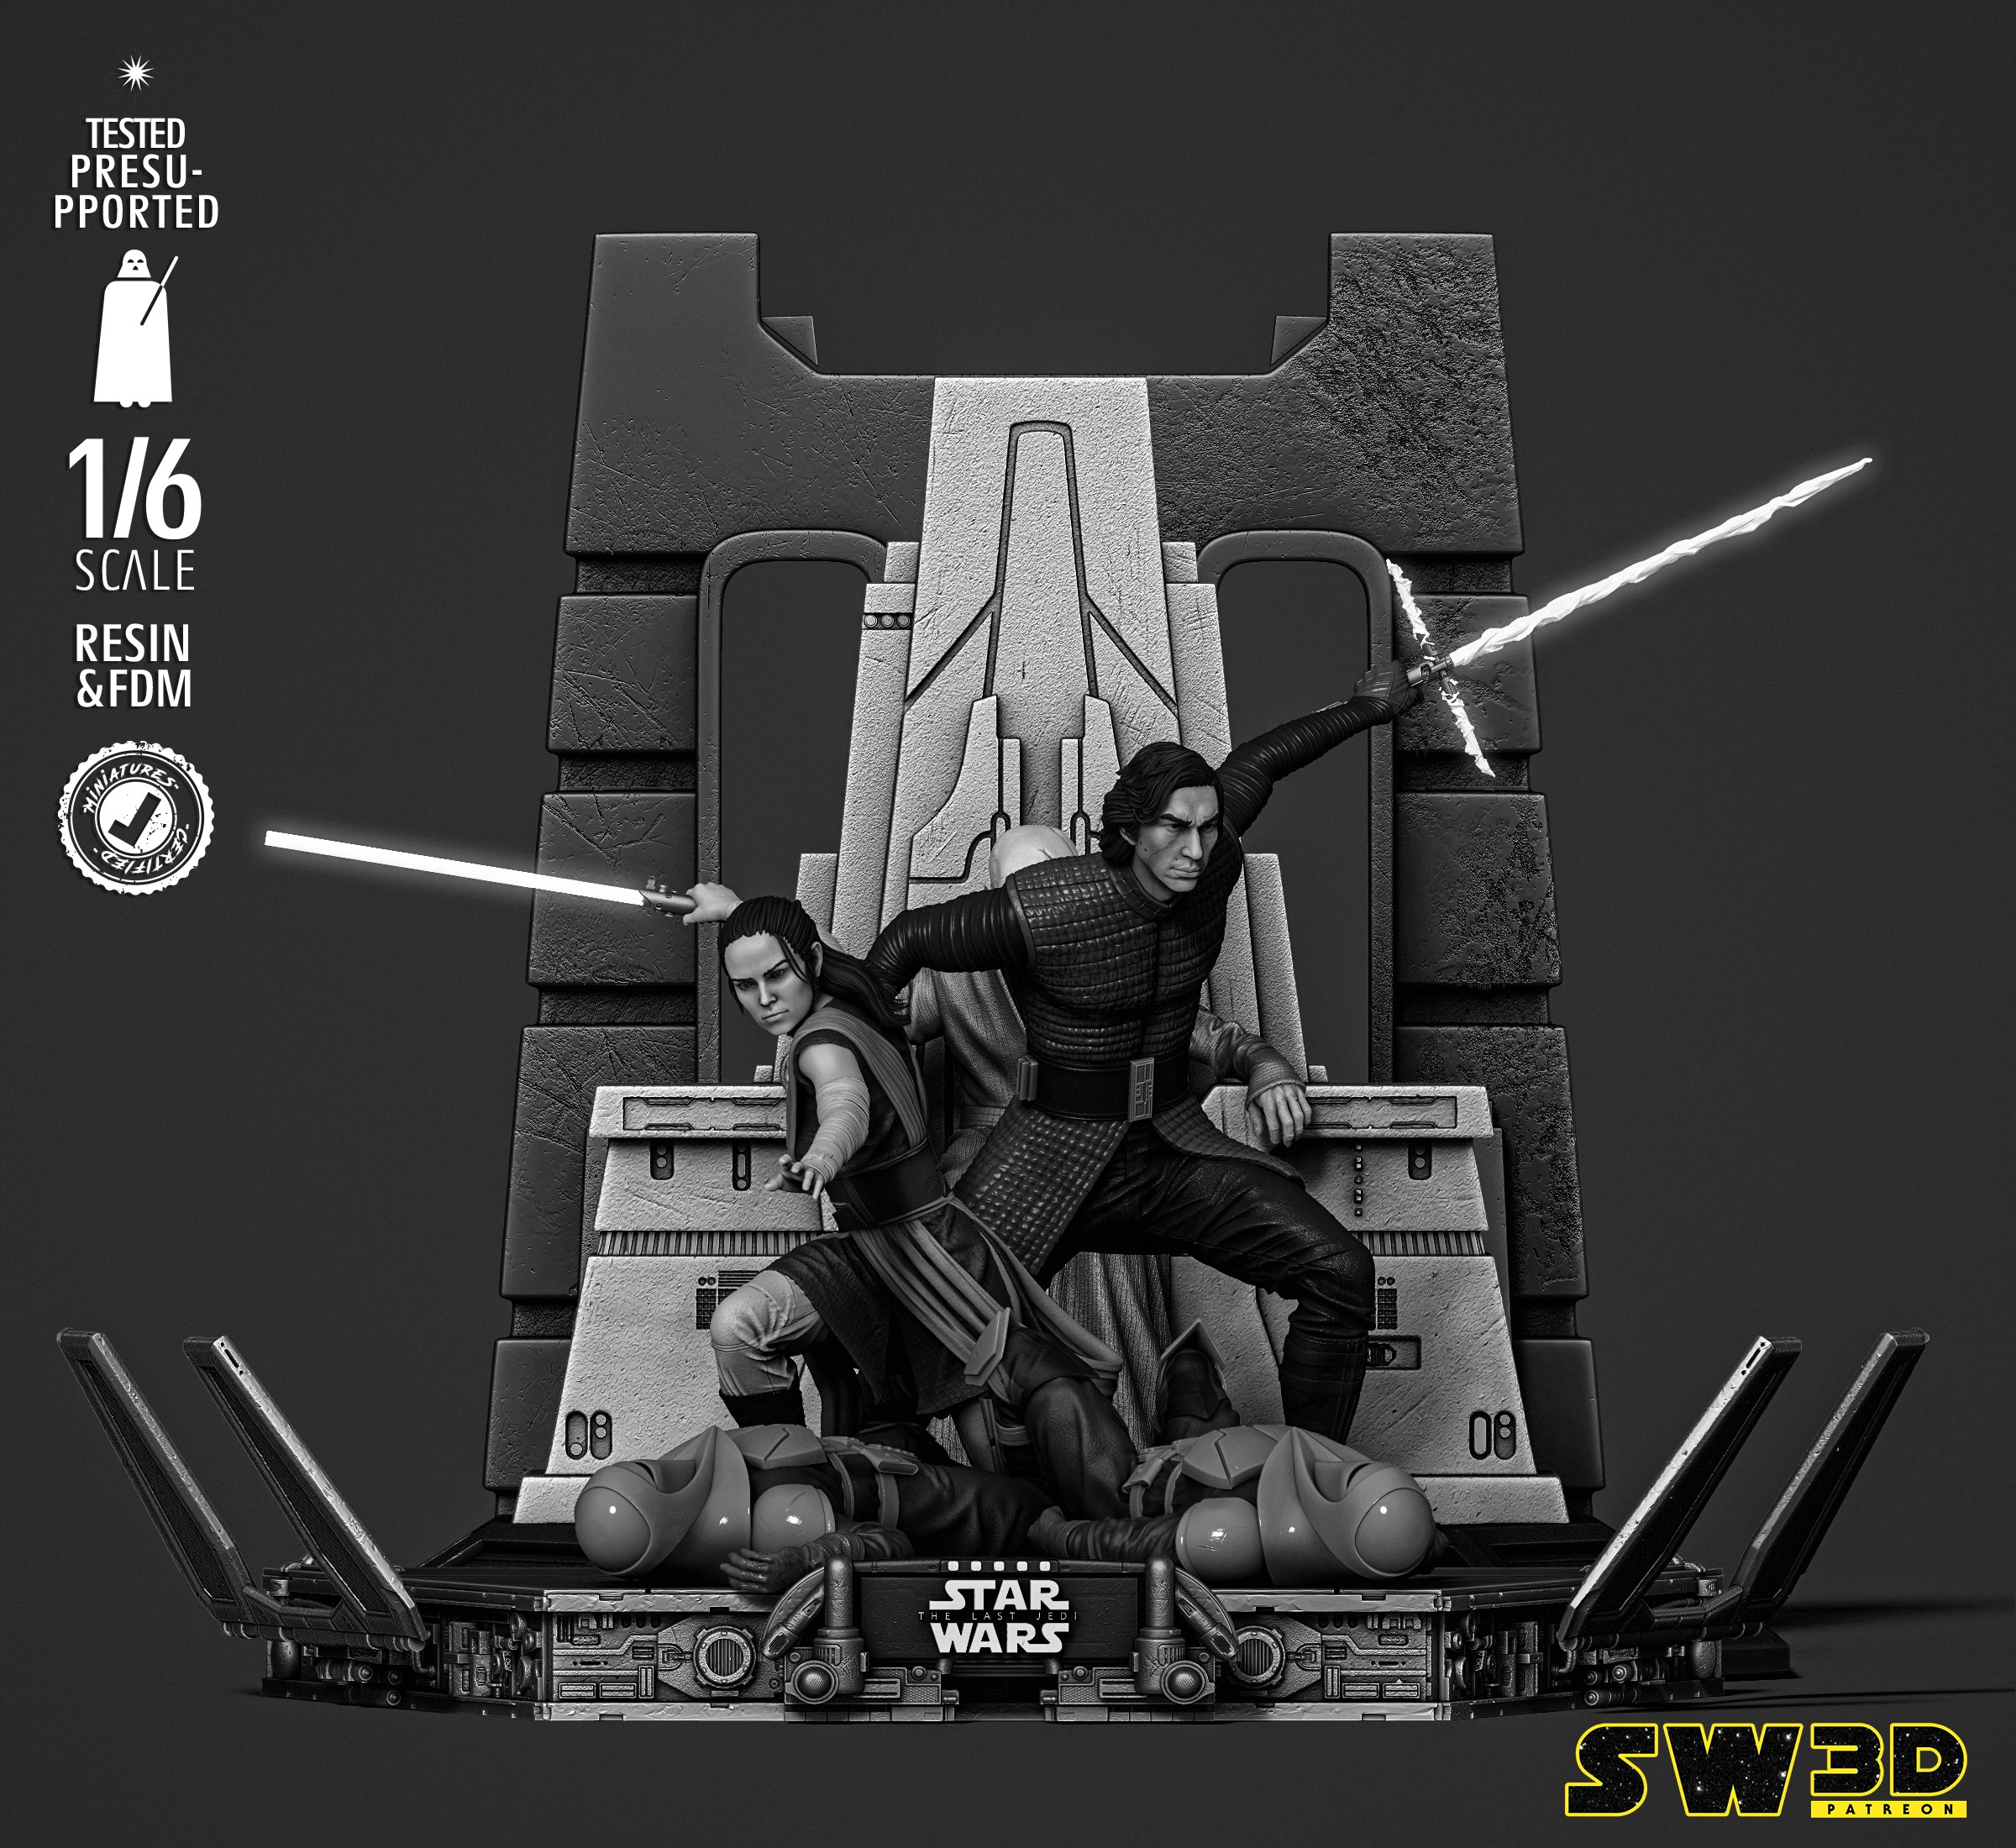 TESTED
PRESU-
PPORTED
1/6
SCALE
RESIN
&FDM
MINIATURES
CERTIFIED
STAR
THE LAST JEDI
WARS
SW3D
PATREON